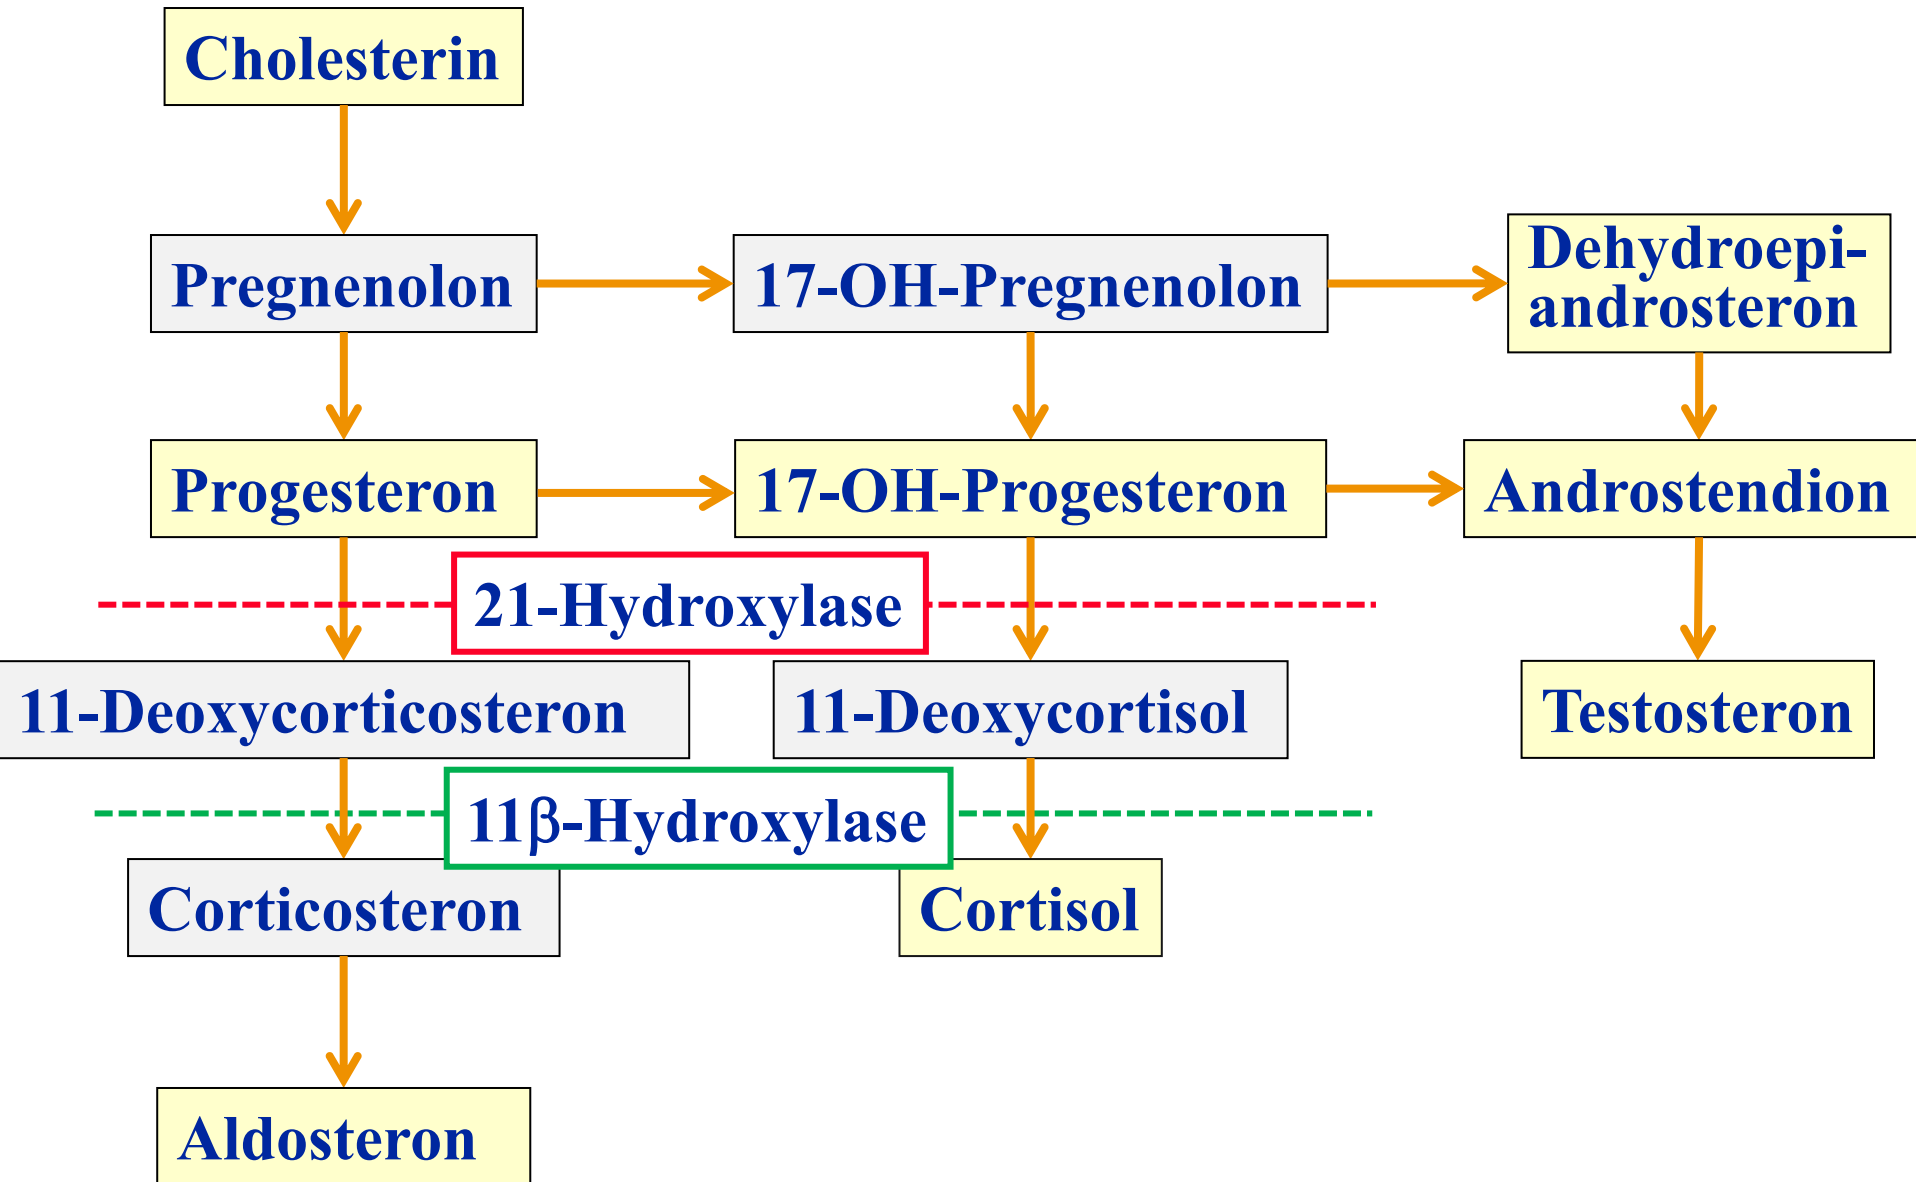 Cholesterin
Pregnenolon
17-OH-Pregnenolon
Dehydroepi-
androsteron
Progesteron
17-OH-Progesteron
Androstendion
21-Hydroxylase
11-Deoxycorticosteron
11-Deoxycortisol
Testosteron
11β-Hydroxylase
Corticosteron
Cortisol
Aldosteron